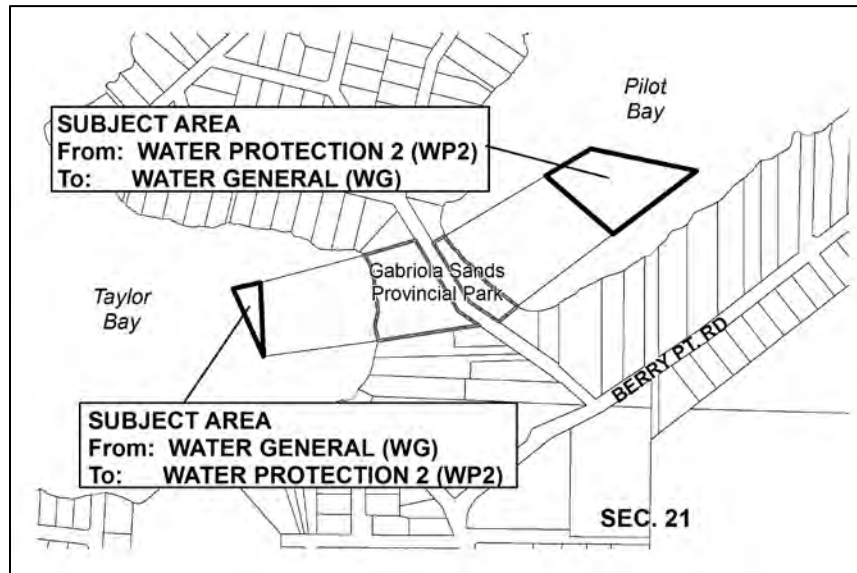 Pilot
Bay
SUBJECT AREA
From: WATER PROTECTION 2 (WP2)
To: WATER GENERAL (WG)
Gabriola Sands
Provincial Park
Taylor
Bay
BERRY PT. RD
SUBJECT AREA
From: WATER GENERAL (WG)
To: WATER PROTECTION 2 (WP2)
SEC. 21